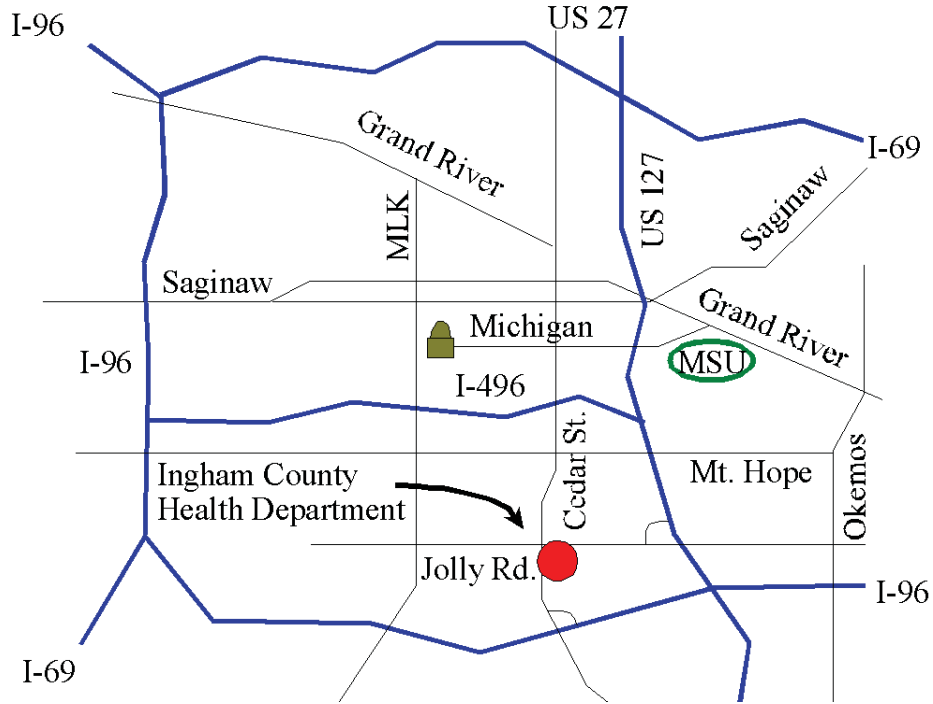 US 27
I-96
I-69
Grand River
Saginaw
US 127
MLK
Saginaw
Grand River
Michigan
MSU
I-96
I-496
Cedar St.
Mt. Hope
Okemos
Ingham County
Health Department
Jolly Rd.
I-96
I-69